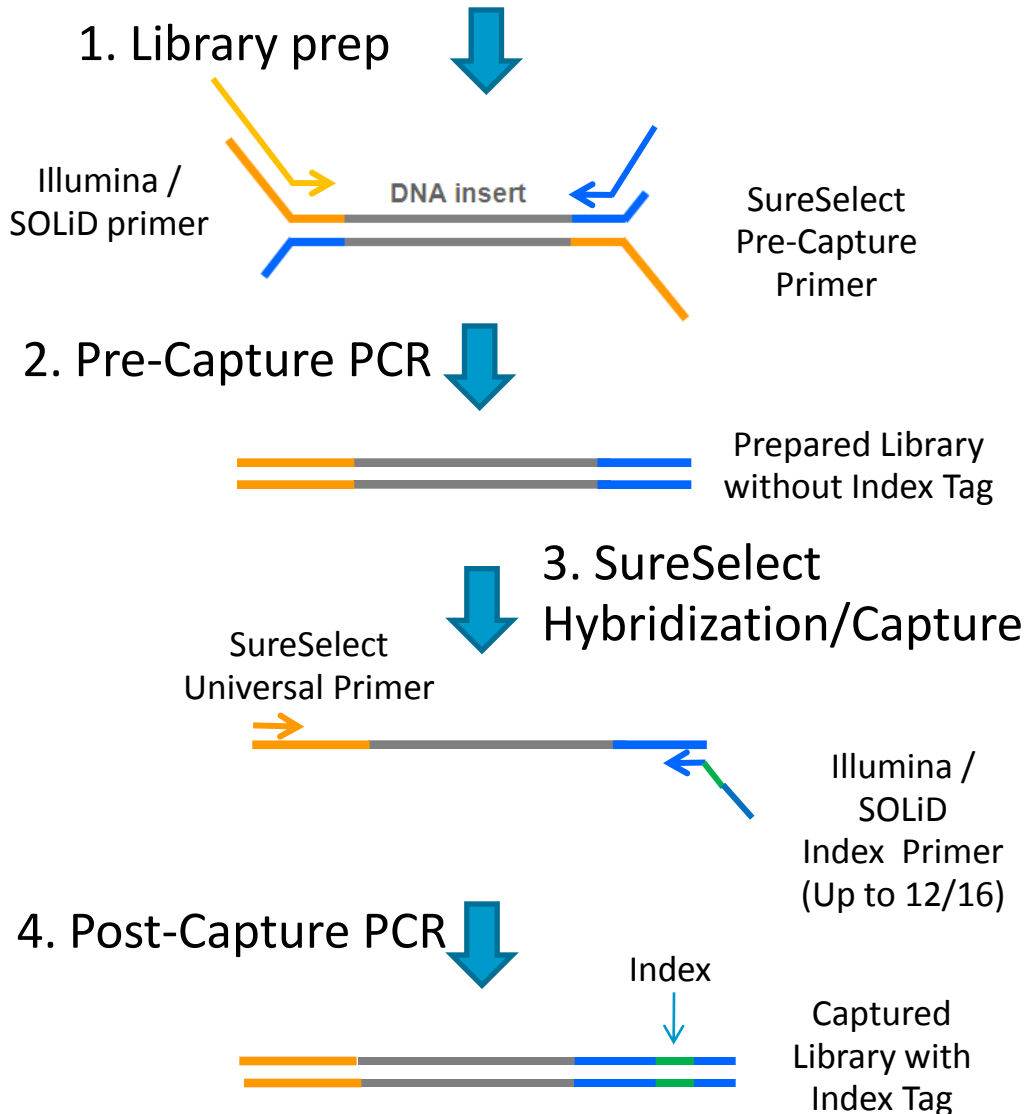 1. Library prep
Illumina /
SOLiD primer
DNA insert
SureSelect
Pre-Capture
Primer
2. Pre-Capture PCR
Prepared Library
without Index Tag
3. SureSelect
Hybridization/Capture
SureSelect
Universal Primer
Illumina /
SOLiD
Index Primer
(Up to 12/16)
4. Post-Capture PCR
Index
Captured
Library with
Index Tag